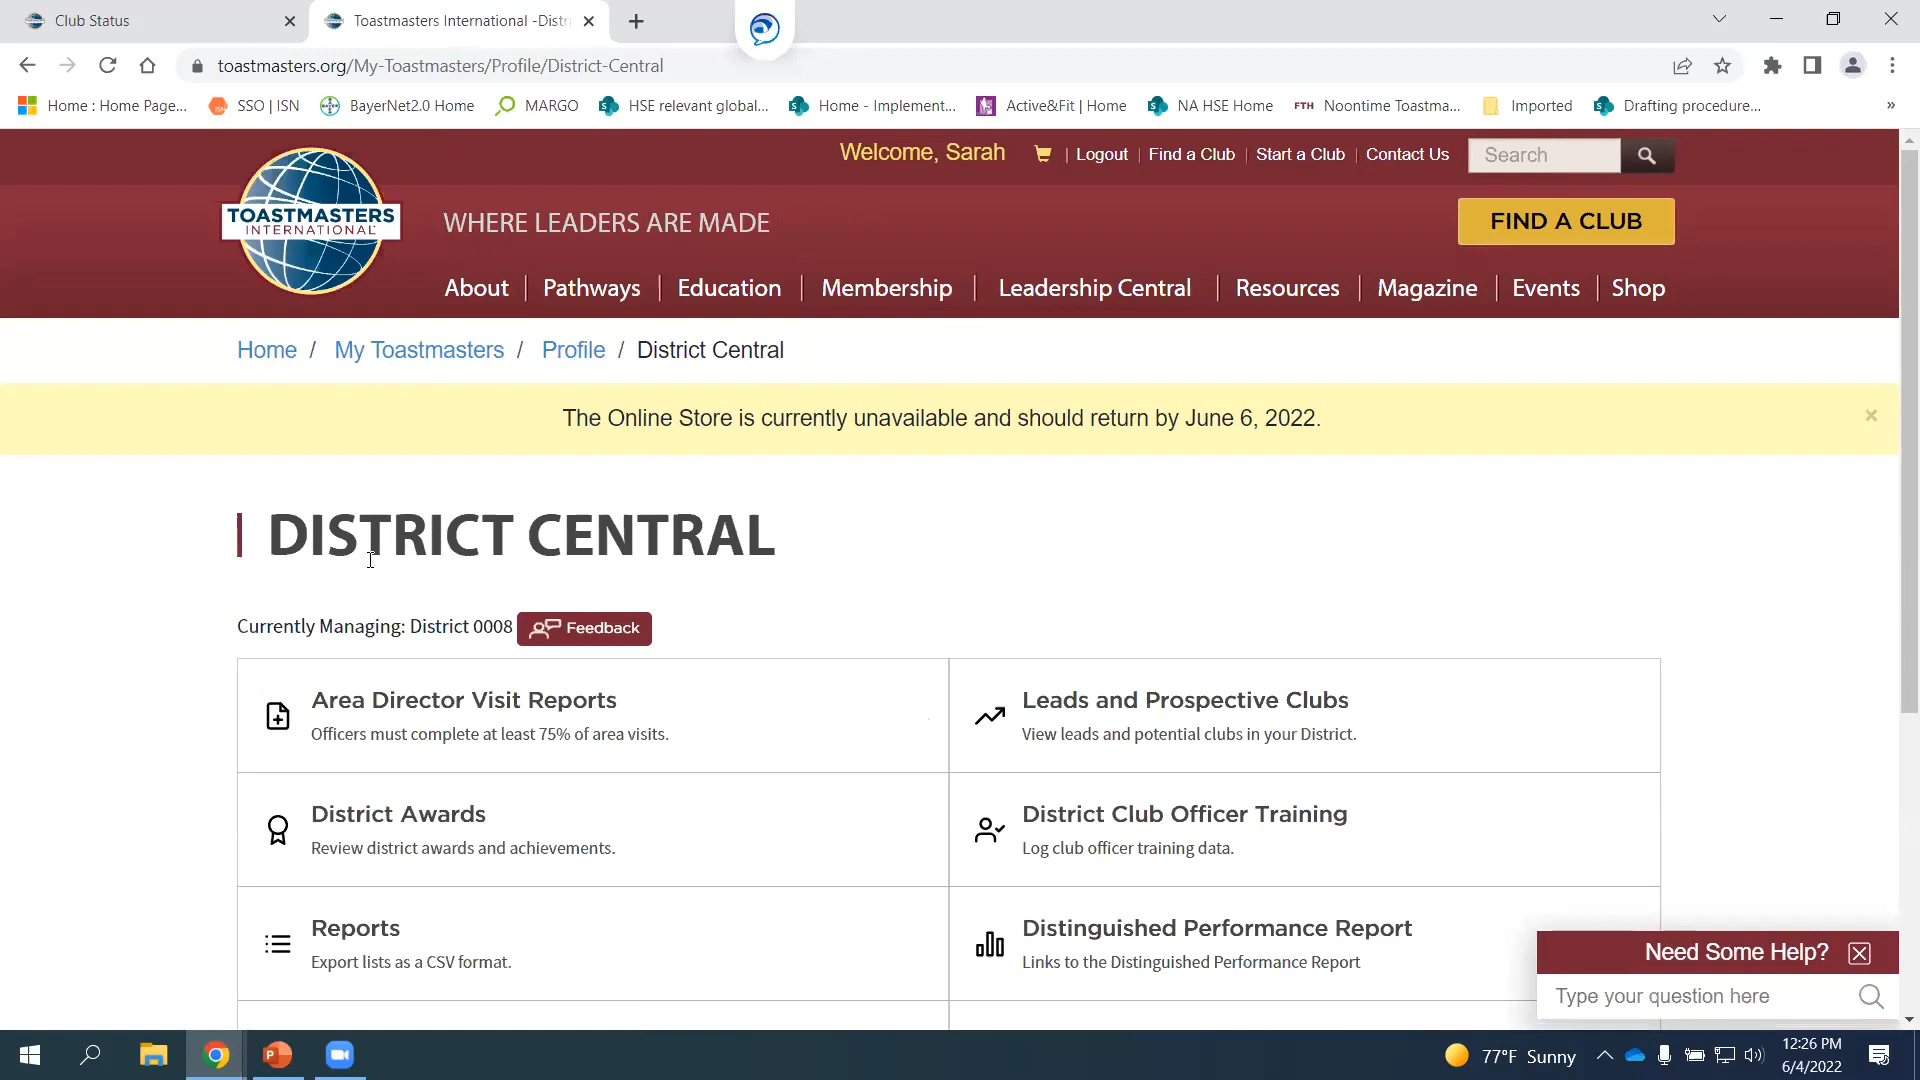 Club Status
Toastmasters International -Distr
toastmasters.org/My-Toastmasters/Profile/District-Central
Home : Home Page...
SSO | ISN
BayerNet2.0 Home
MARGO
HSE relevant global...
Home - Implement...
Active&Fit | Home
NA HSE Home
FTH Noontime Toastma...
Imported
Drafting procedure...
»
Welcome, Sarah | Logout | Find a Club | Start a Club | Contact Us
Search
TOASTMASTERS
INTERNATIONAL
WHERE LEADERS ARE MADE
FIND A CLUB
About | Pathways | Education | Membership | Leadership Central | Resources | Magazine | Events | Shop
Home / My Toastmasters / Profile / District Central
The Online Store is currently unavailable and should return by June 6, 2022.
×
DISTRICT CENTRAL
Currently Managing: District 0008
Feedback
Area Director Visit Reports
Officers must complete at least 75% of area visits.
Leads and Prospective Clubs
View leads and potential clubs in your District.
District Awards
Review district awards and achievements.
District Club Officer Training
Log club officer training data.
Reports
Export lists as a CSV format.
Distinguished Performance Report
Links to the Distinguished Performance Report
Need Some Help?
Type your question here
77°F Sunny
12:26 PM
6/4/2022